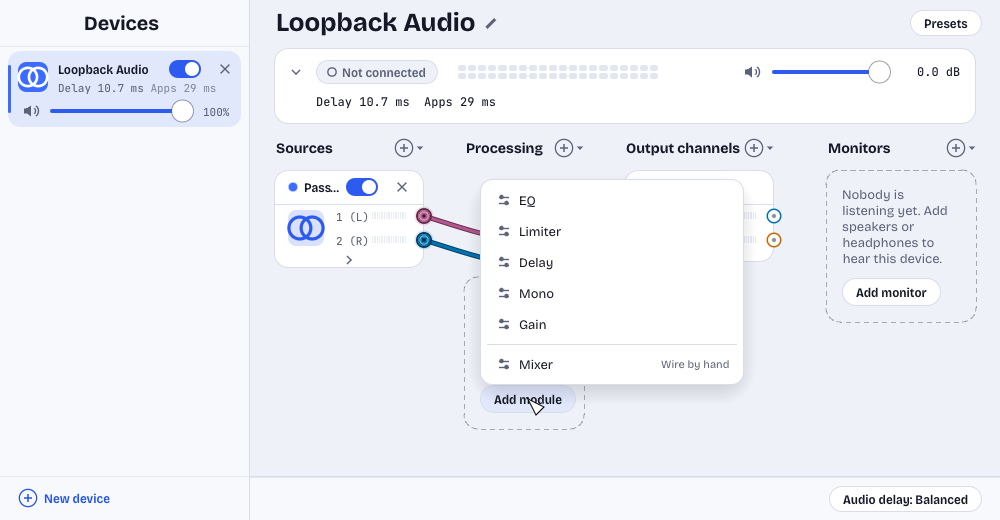 Devices
Loopback Audio
Delay 10.7 ms Apps 29 ms
100%
New device
Loopback Audio
Presets
Not connected
0.0 dB
Delay 10.7 ms Apps 29 ms
Sources
Processing
Output channels
Monitors
Pass...
1 (L)
2 (R)
EQ
Limiter
Delay
Mono
Gain
Mixer
Wire by hand
Add module
Nobody is
listening yet. Add
speakers or
headphones to
hear this device.
Add monitor
Audio delay: Balanced